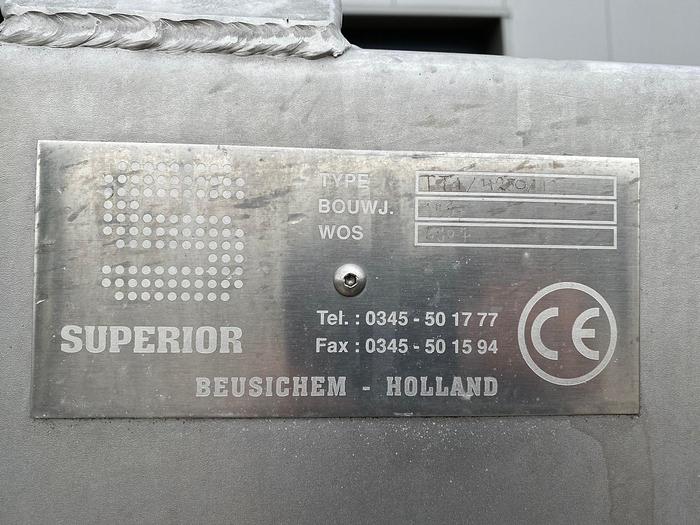 TYPE
BOUWJ.
WOS
Tel. : 0345 - 50 17 77
Fax : 0345 - 50 15 94
CE
SUPERIOR
BEUSICHEM - HOLLAND